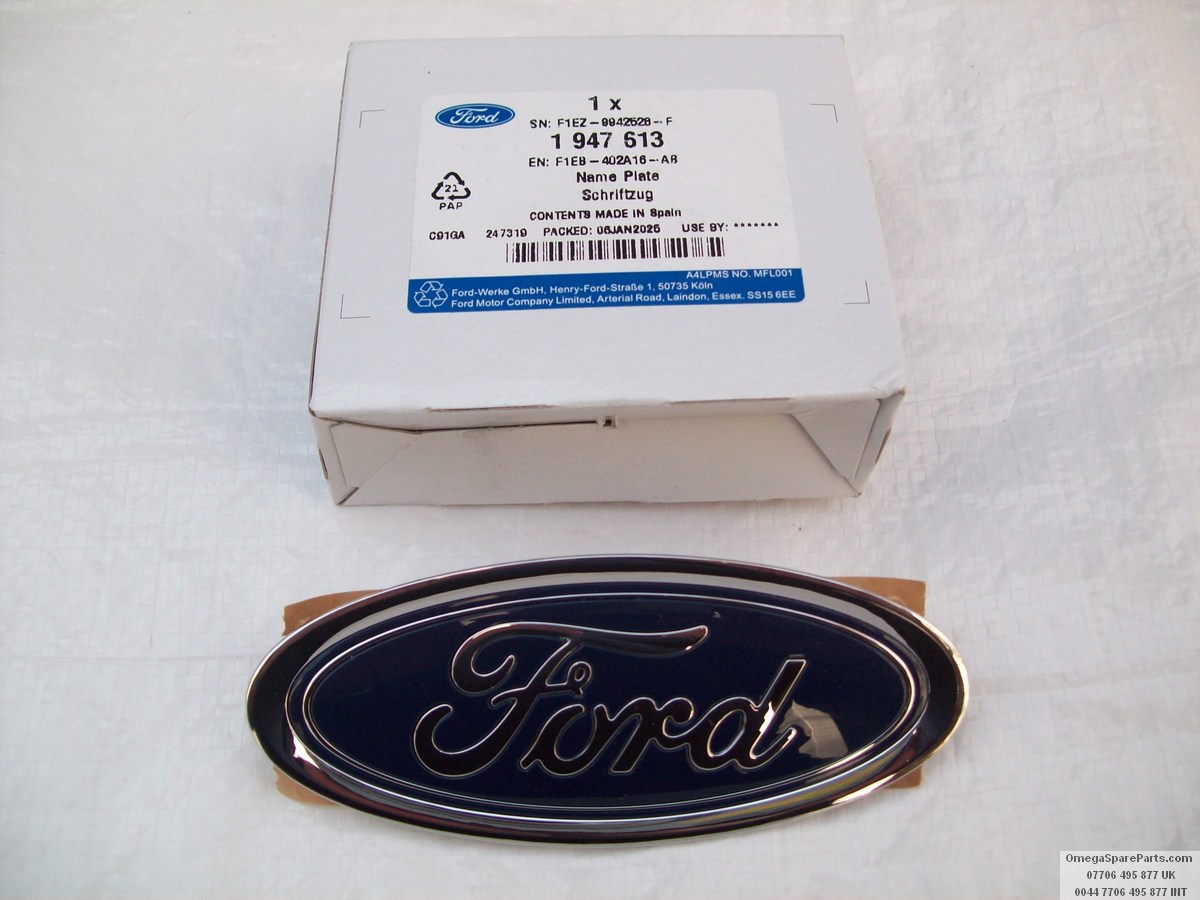 Ford
1 x
SN: F1EZ-9942528-F
1 947 613
EN: F1EB-402A16-AB
Name Plate
Schriftzug
21
PAP
CONTENTS MADE IN Spain
C91GA 247319 PACKED: 06JAN2025 USE BY: *******
A4LPMS NO. MFL001
Ford-Werke GmbH, Henry-Ford-Straße 1, 50735 Köln
Ford Motor Company Limited, Arterial Road, Laindon, Essex. SS15 6EE
Ford
OmegaSpareParts.com
07706 495 877 UK
0044 7706 495 877 INT